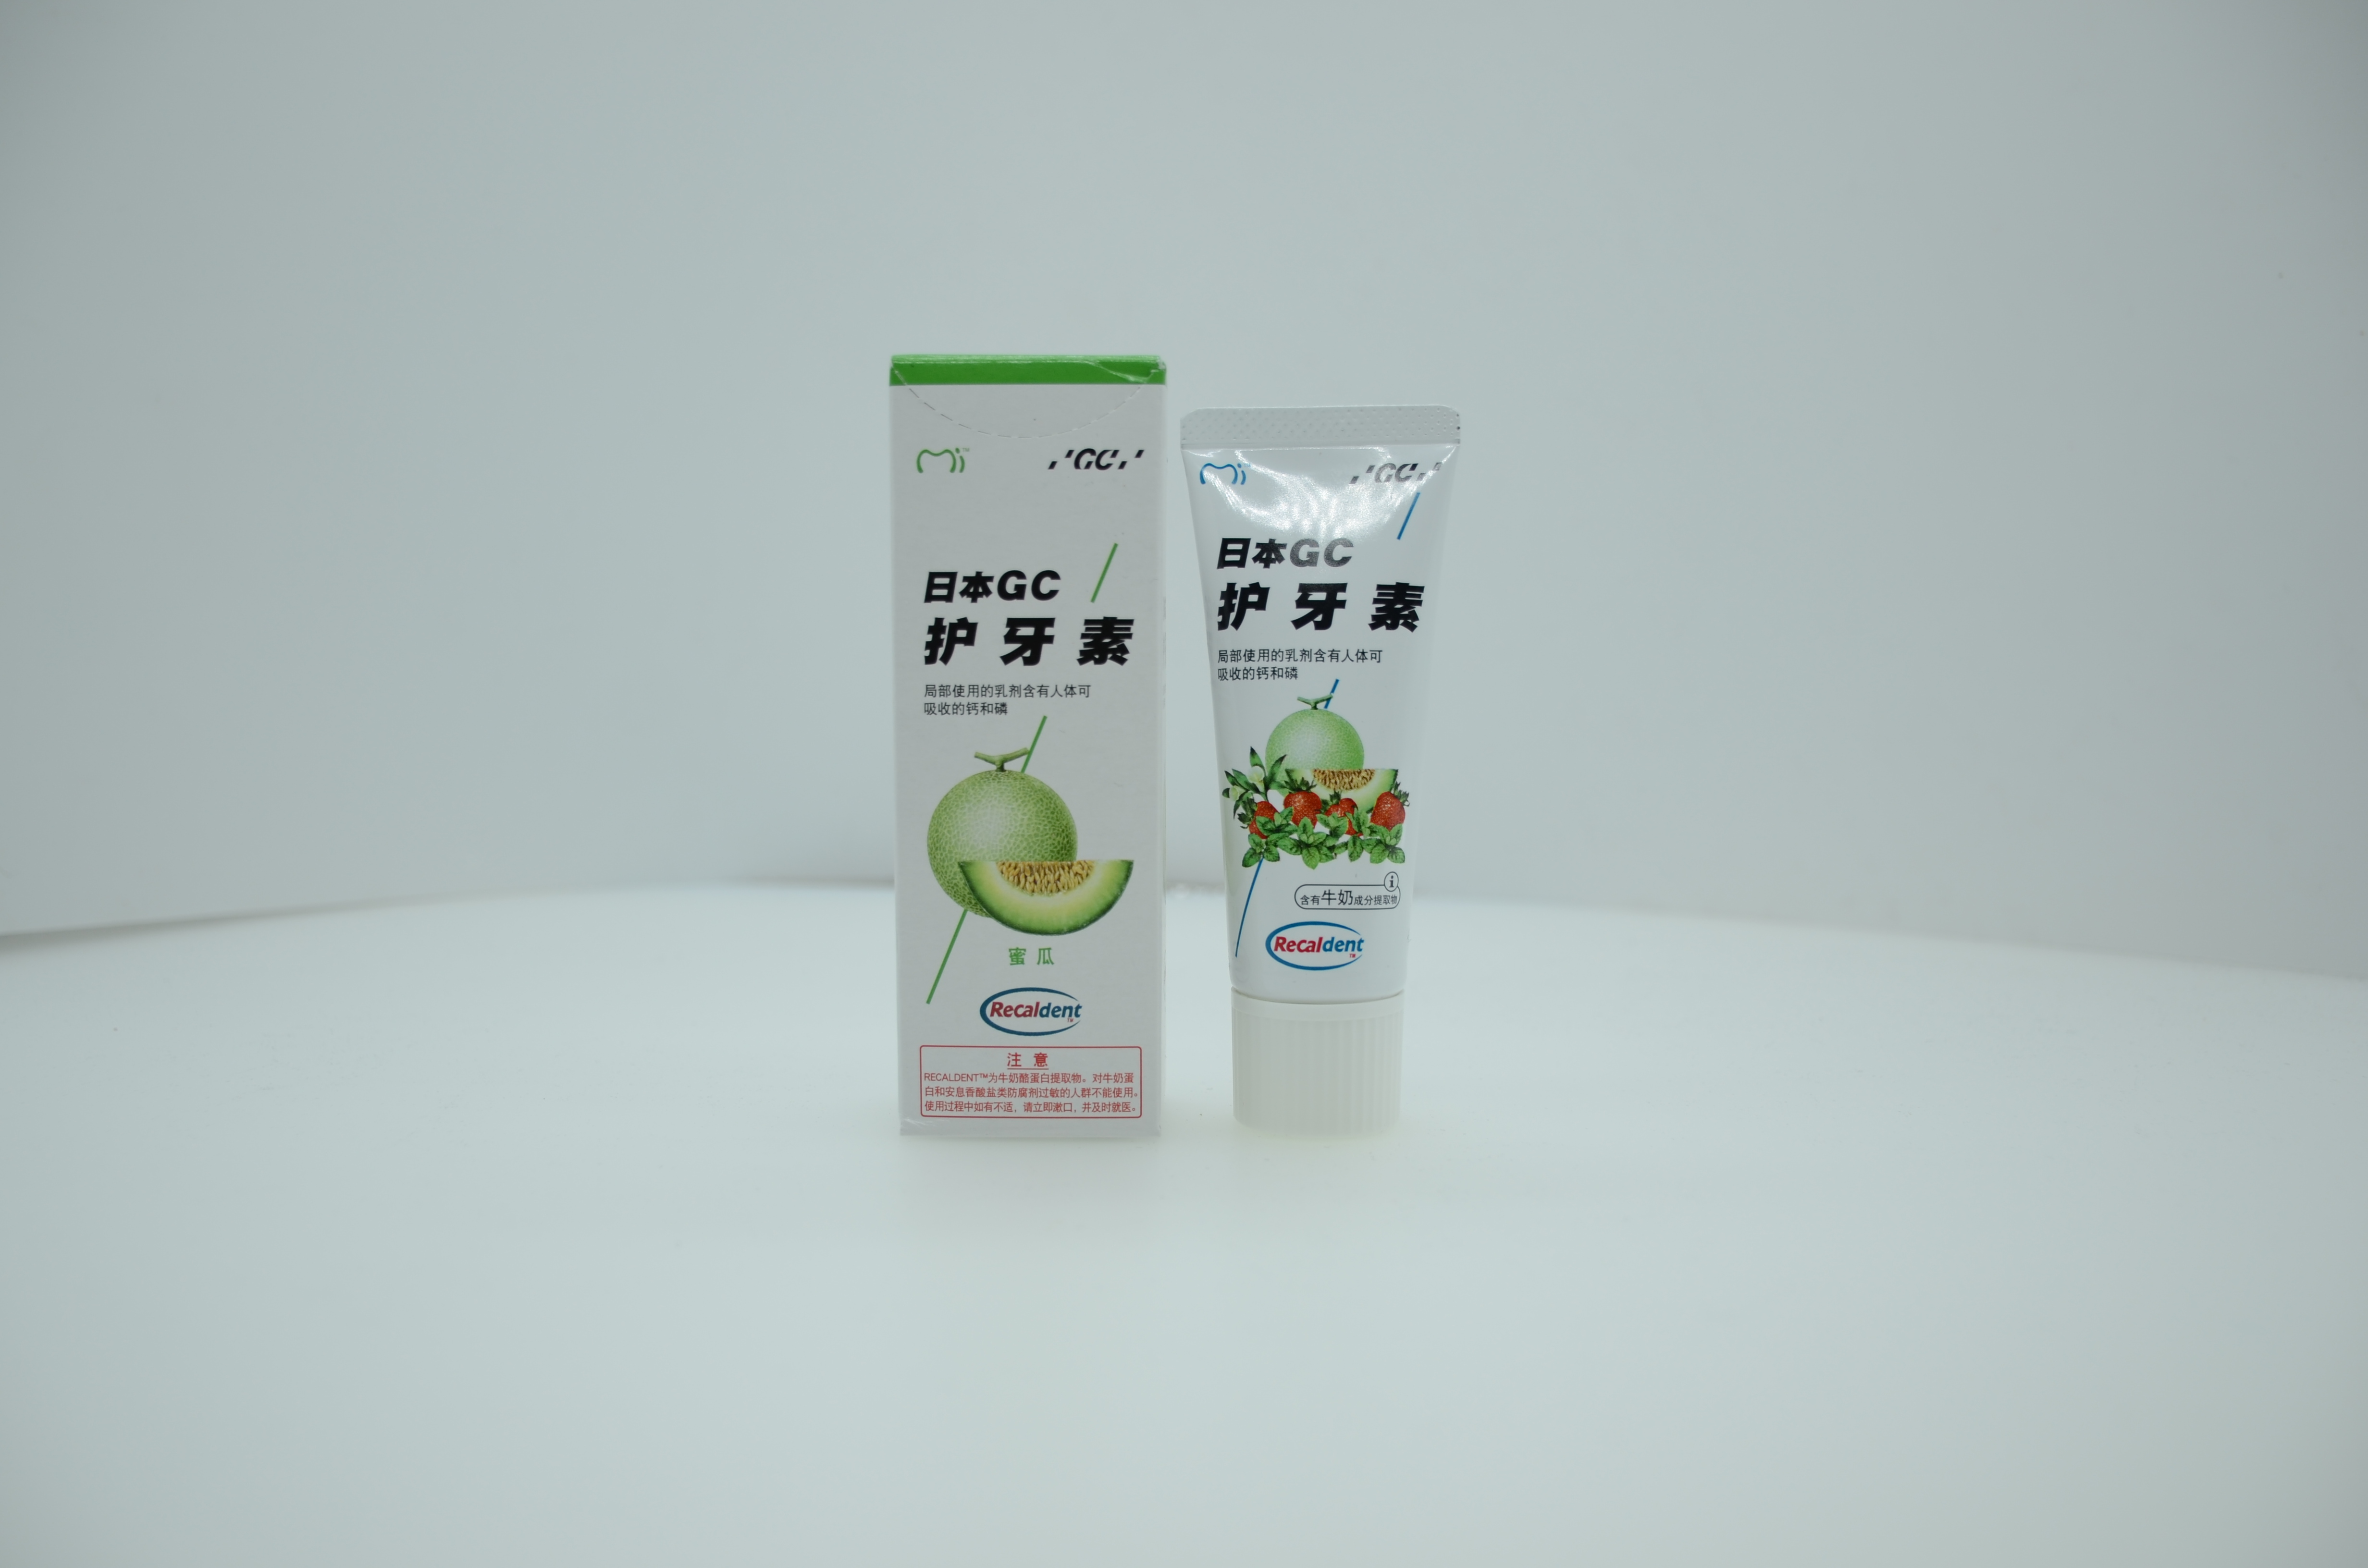 Mi™
GC
日本GC
护牙素
局部使用的乳剂含有人体可
吸收的钙和磷
蜜瓜
Recaldent™
注意
RECALDENT™为牛奶酪蛋白提取物。对牛奶蛋
白和安息香酸盐类防腐剂过敏的人群不能使用。
使用过程中如有不适，请立即漱口，并及时就医。
Mi
GC
日本GC
护牙素
局部使用的乳剂含有人体可
吸收的钙和磷
i
含有牛奶成分提取物
Recaldent™